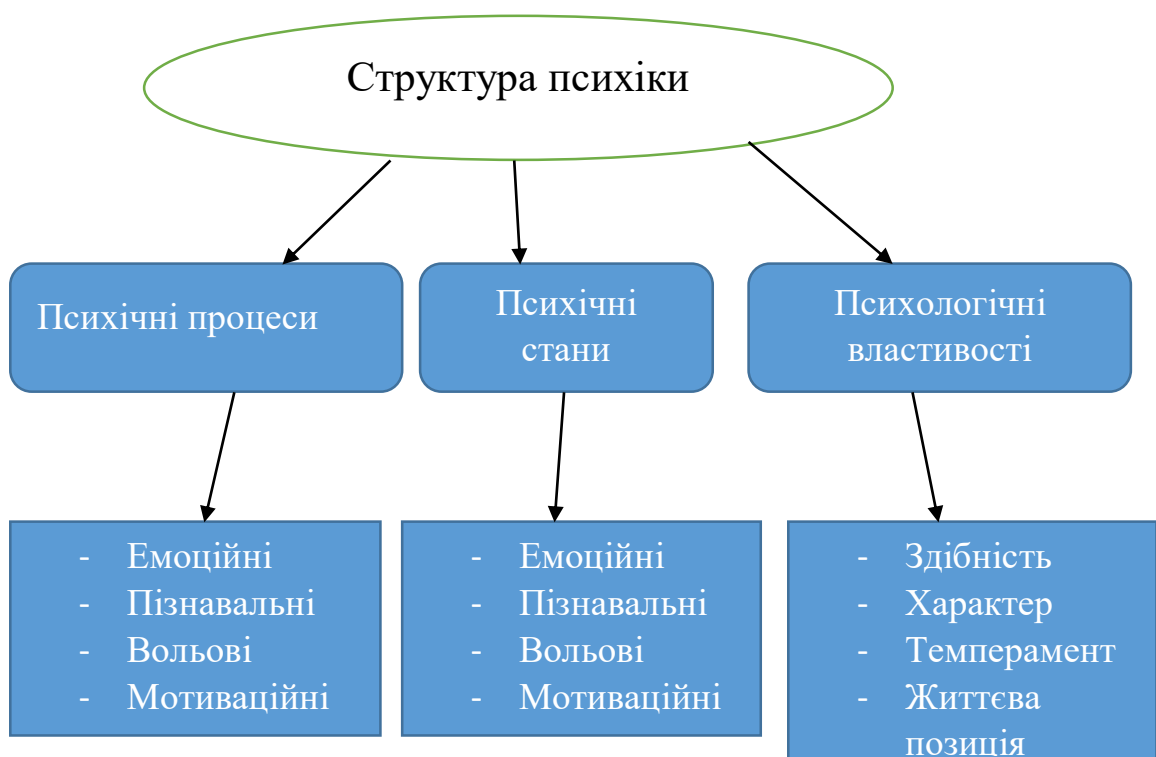 Структура психіки
Психічні процеси
Психічні
стани
Психологічні
властивості
- Емоційні
- Пізнавальні
- Вольові
- Мотиваційні
- Емоційні
- Пізнавальні
- Вольові
- Мотиваційні
- Здібність
- Характер
- Темперамент
- Життєва
позиція